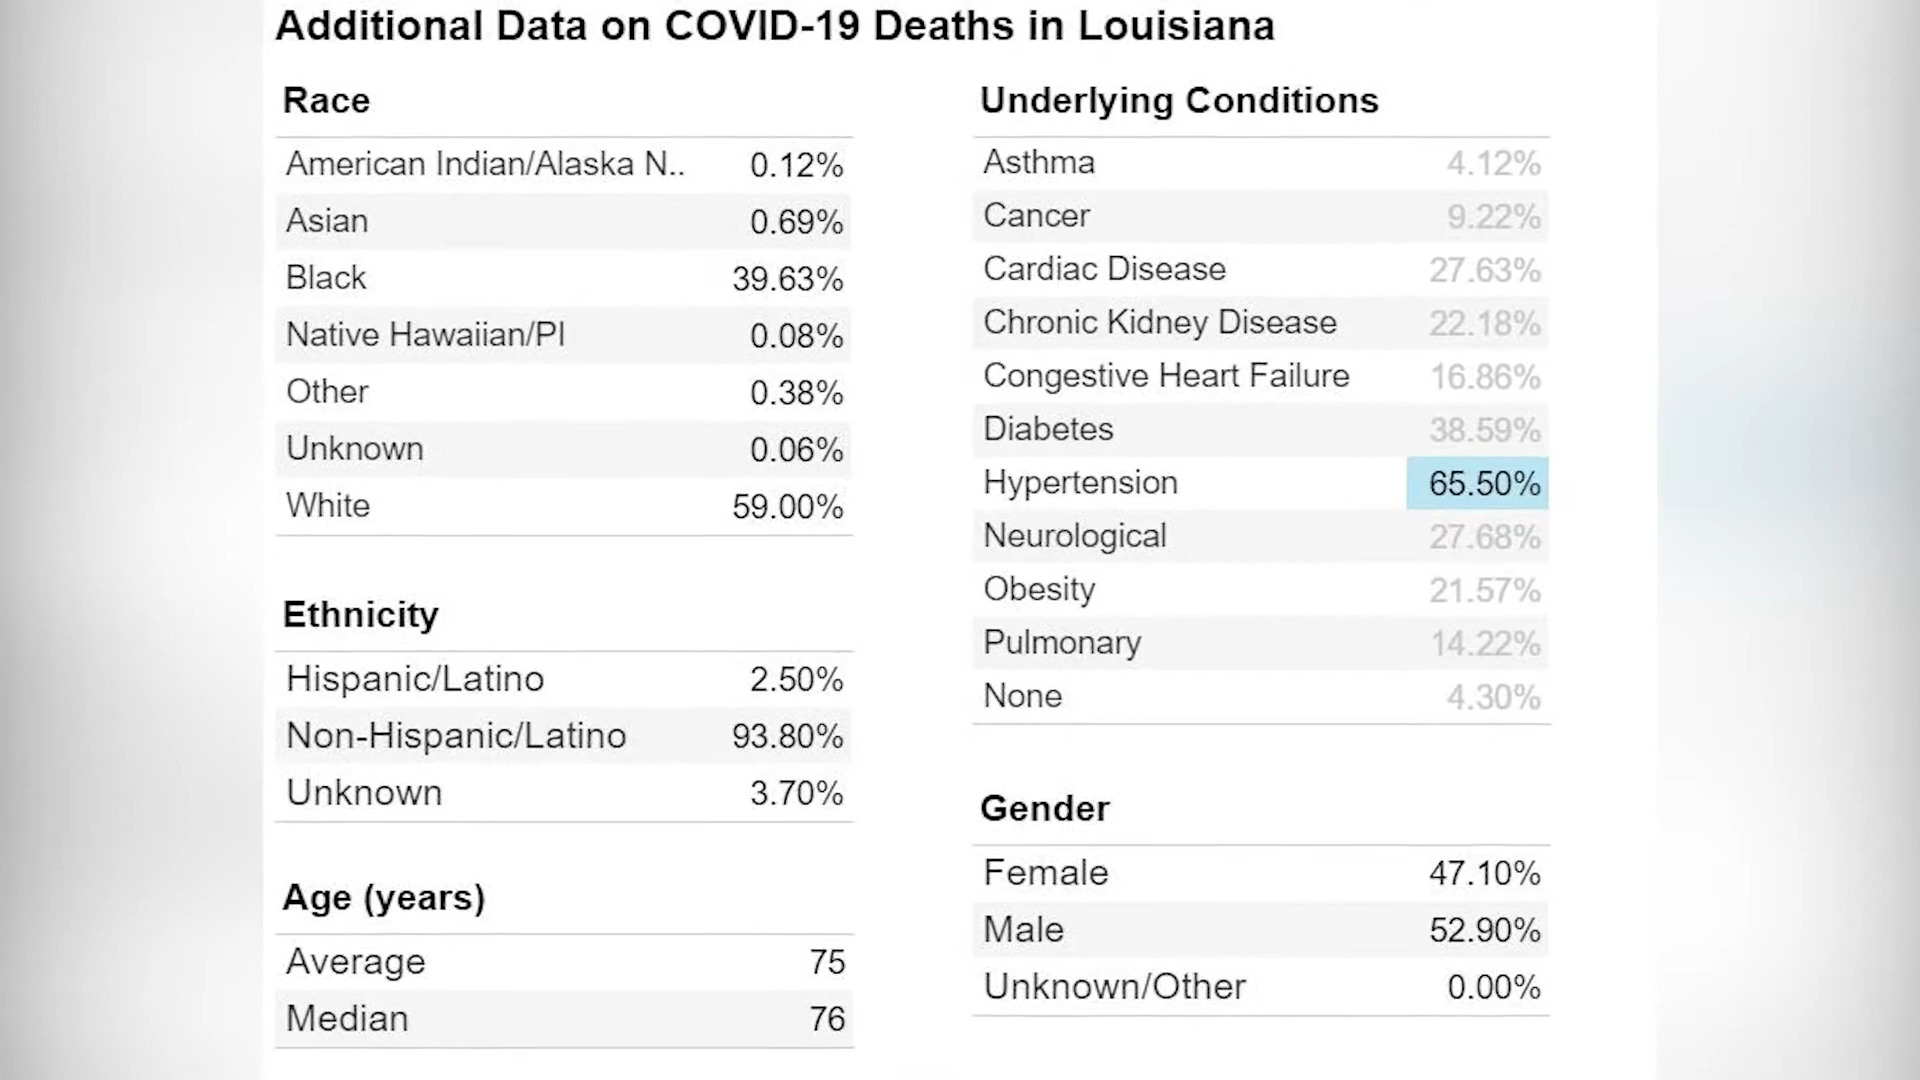 Additional Data on COVID-19 Deaths in Louisiana
Race
American Indian/Alaska N.. 0.12%
Asian 0.69%
Black 39.63%
Native Hawaiian/PI 0.08%
Other 0.38%
Unknown 0.06%
White 59.00%
Ethnicity
Hispanic/Latino 2.50%
Non-Hispanic/Latino 93.80%
Unknown 3.70%
Age (years)
Average 75
Median 76
Underlying Conditions
Asthma 4.12%
Cancer 9.22%
Cardiac Disease 27.63%
Chronic Kidney Disease 22.18%
Congestive Heart Failure 16.86%
Diabetes 38.59%
Hypertension 65.50%
Neurological 27.68%
Obesity 21.57%
Pulmonary 14.22%
None 4.30%
Gender
Female 47.10%
Male 52.90%
Unknown/Other 0.00%